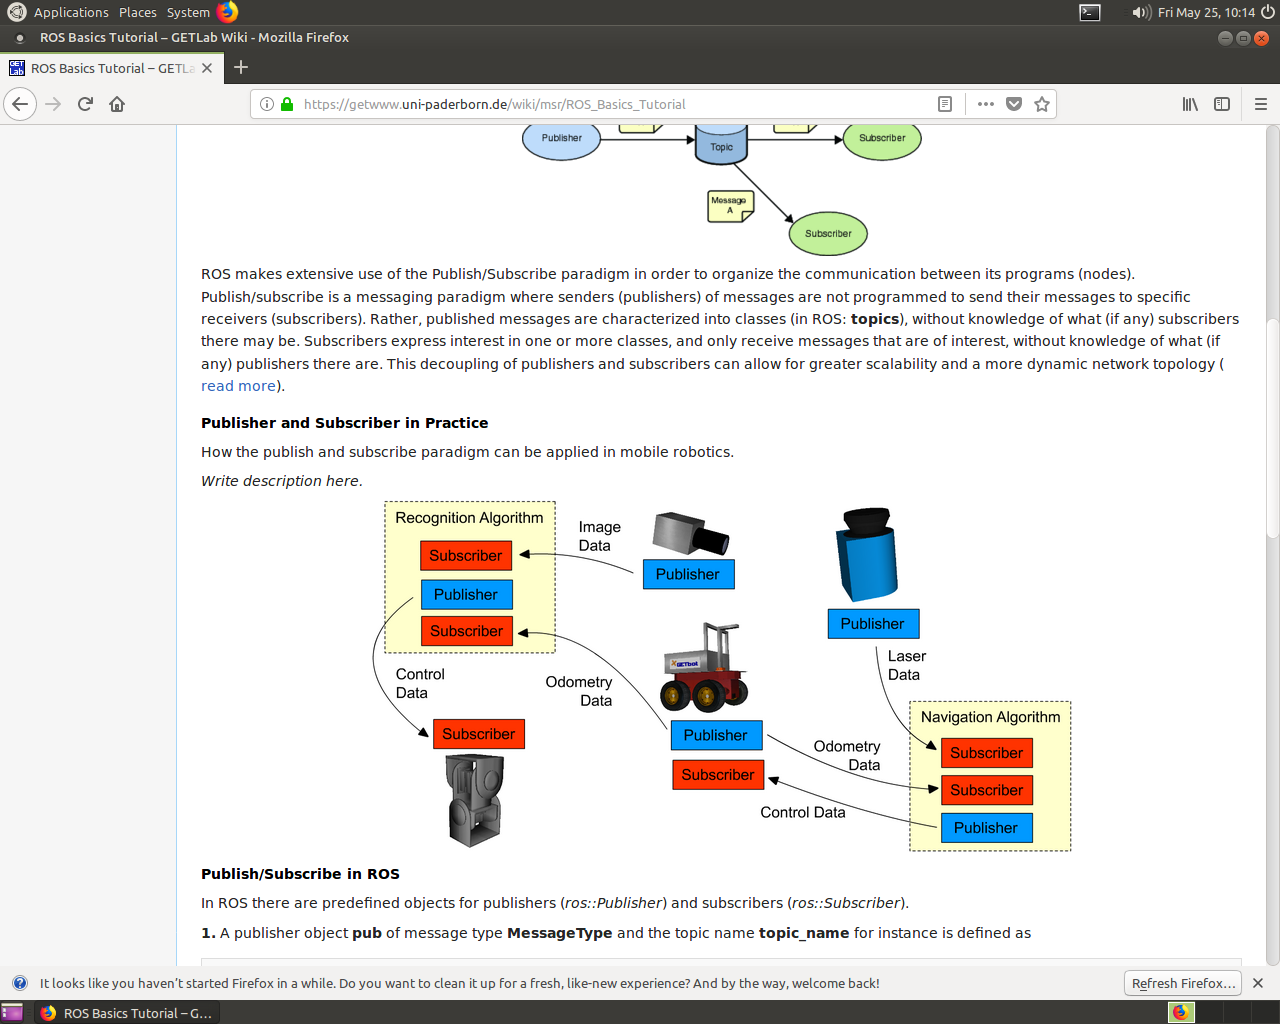 Applications Places System Fri May 25, 10:14
ROS Basics Tutorial – GETLab Wiki - Mozilla Firefox
GET Lab ROS Basics Tutorial – GETLa
https://getwww.uni-paderborn.de/wiki/msr/ROS_Basics_Tutorial
Publisher
Topic
Subscriber
Message
A
Subscriber
ROS makes extensive use of the Publish/Subscribe paradigm in order to organize the communication between its programs (nodes).
Publish/subscribe is a messaging paradigm where senders (publishers) of messages are not programmed to send their messages to specific
receivers (subscribers). Rather, published messages are characterized into classes (in ROS: topics), without knowledge of what (if any) subscribers
there may be. Subscribers express interest in one or more classes, and only receive messages that are of interest, without knowledge of what (if
any) publishers there are. This decoupling of publishers and subscribers can allow for greater scalability and a more dynamic network topology (
read more).
Publisher and Subscriber in Practice
How the publish and subscribe paradigm can be applied in mobile robotics.
Write description here.
Recognition Algorithm
Subscriber
Publisher
Subscriber
Image
Data
Publisher
Publisher
Control
Data
Odometry
Data
GETbot
Laser
Data
Subscriber
Publisher
Subscriber
Odometry
Data
Control Data
Navigation Algorithm
Subscriber
Subscriber
Publisher
Publish/Subscribe in ROS
In ROS there are predefined objects for publishers (ros::Publisher) and subscribers (ros::Subscriber).
1. A publisher object pub of message type MessageType and the topic name topic_name for instance is defined as
It looks like you haven’t started Firefox in a while. Do you want to clean it up for a fresh, like-new experience? And by the way, welcome back!
Refresh Firefox…
ROS Basics Tutorial – G…